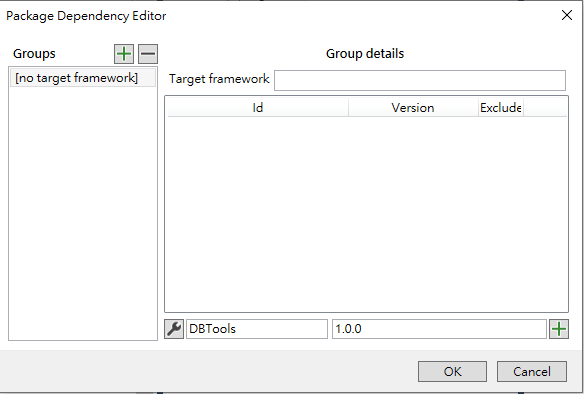 Package Dependency Editor
Groups
Group details
[no target framework]
Target framework
Id Version Exclude
DBTools 1.0.0
OK Cancel